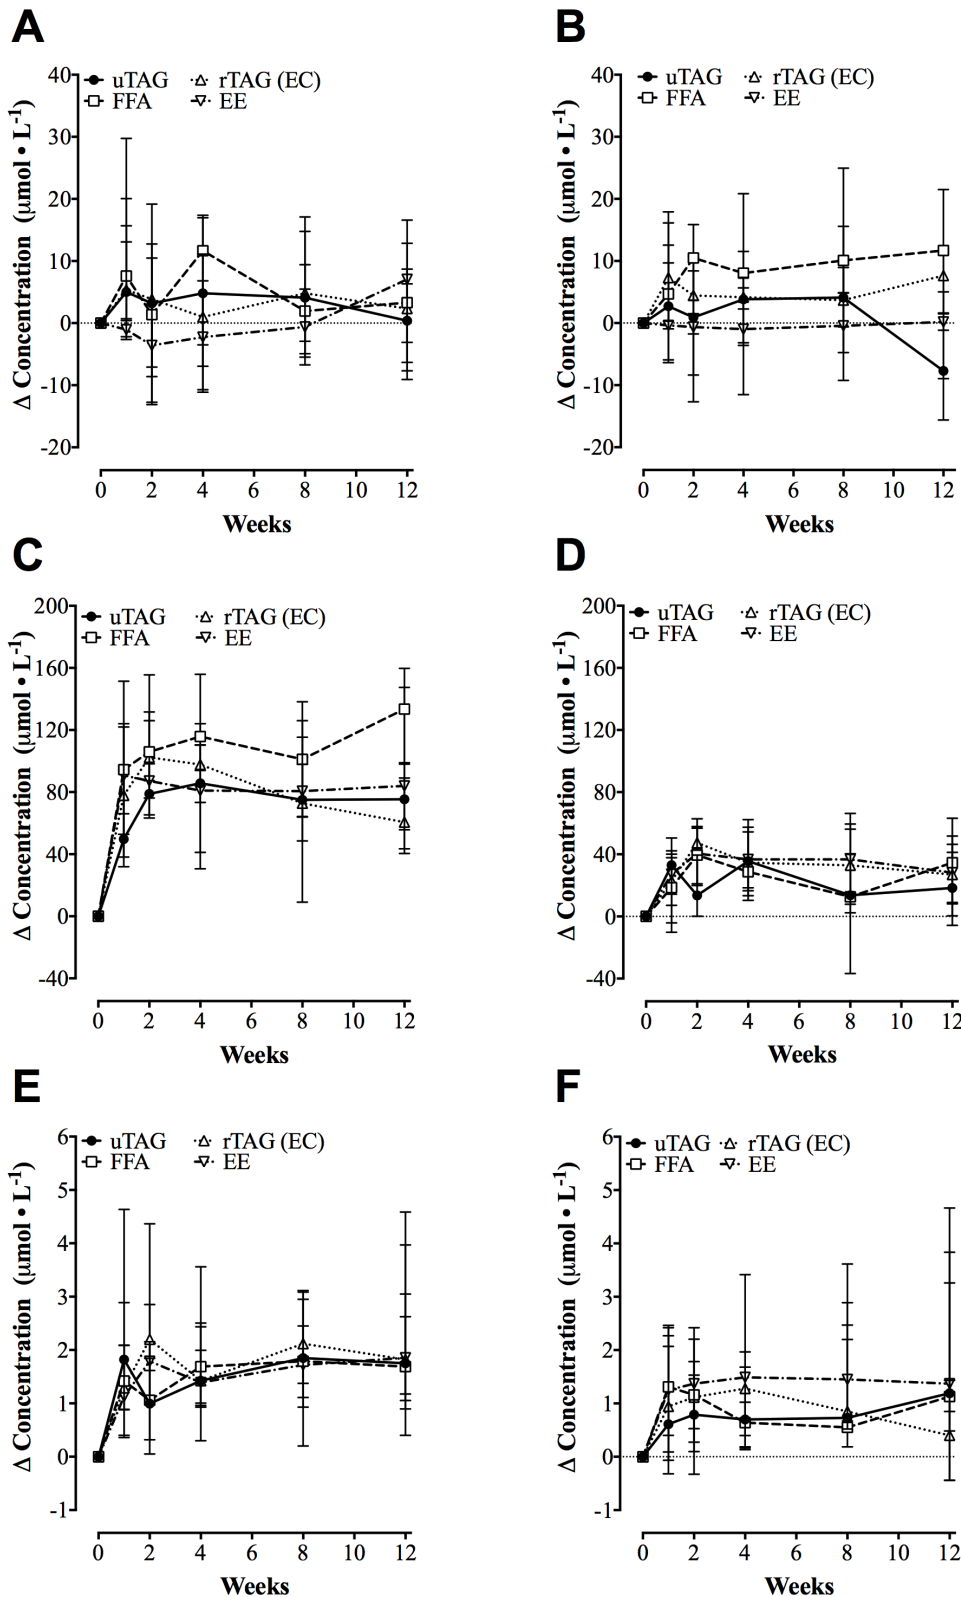 A
uTAG rTAG (EC)
FFA EE
Δ Concentration (μmol • L-1)
40
30
20
10
0
-10
-20
0 2 4 6 8 10 12
Weeks
B
uTAG rTAG (EC)
FFA EE
Δ Concentration (μmol • L-1)
40
30
20
10
0
-10
-20
0 2 4 6 8 10 12
Weeks
C
uTAG rTAG (EC)
FFA EE
Δ Concentration (μmol • L-1)
200
160
120
80
40
0
-40
0 2 4 6 8 10 12
Weeks
D
uTAG rTAG (EC)
FFA EE
Δ Concentration (μmol • L-1)
200
160
120
80
40
0
-40
0 2 4 6 8 10 12
Weeks
E
uTAG rTAG (EC)
FFA EE
Δ Concentration (μmol • L-1)
6
5
4
3
2
1
0
-1
0 2 4 6 8 10 12
Weeks
F
uTAG rTAG (EC)
FFA EE
Δ Concentration (μmol • L-1)
6
5
4
3
2
1
0
-1
0 2 4 6 8 10 12
Weeks